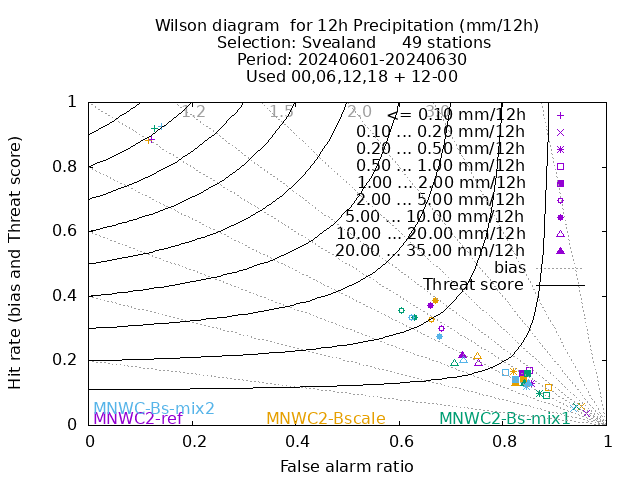 Wilson diagram  for 12h Precipitation (mm/12h)
Selection: Svealand     49 stations
Period: 20240601-20240630
Used 00,06,12,18 + 12-00
Hit rate (bias and Threat score)
1
0.8
0.6
0.4
0.2
0
1.2 1.5 2.0 3.0
<= 0.10 mm/12h
0.10 ... 0.20 mm/12h
0.20 ... 0.50 mm/12h
0.50 ... 1.00 mm/12h
1.00 ... 2.00 mm/12h
2.00 ... 5.00 mm/12h
5.00 ... 10.00 mm/12h
10.00 ... 20.00 mm/12h
20.00 ... 35.00 mm/12h
bias
Threat score
MNWC-Bs-mix2
MNWC2-ref MNWC2-Bscale MNWC2-Bs-mix1
0 0.2 0.4 0.6 0.8 1
False alarm ratio